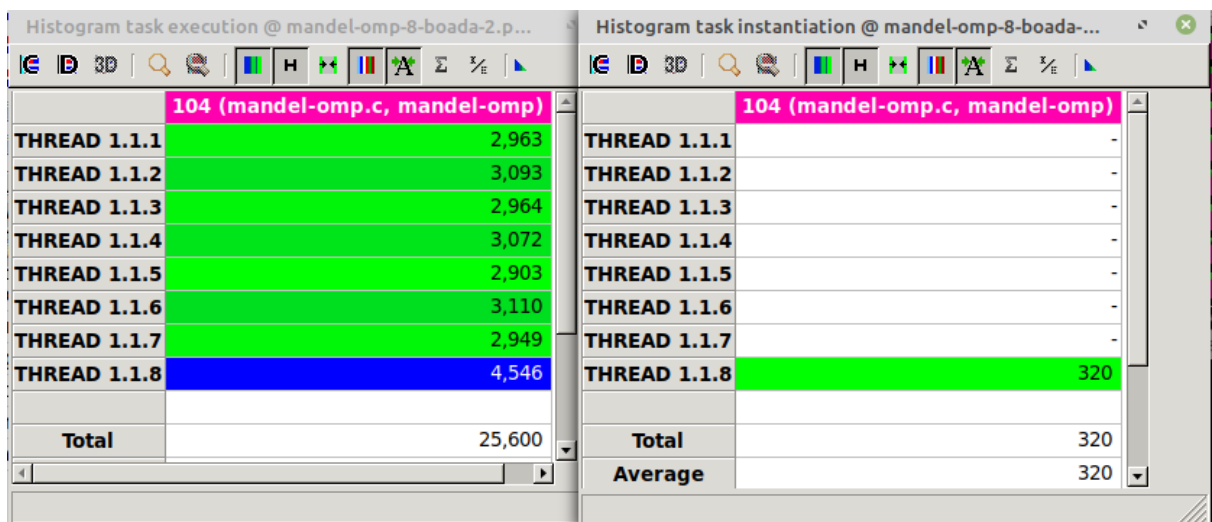 Histogram task execution @ mandel-omp-8-boada-2.p...
3D Σ
104 (mandel-omp.c, mandel-omp)
THREAD 1.1.1 2,963
THREAD 1.1.2 3,093
THREAD 1.1.3 2,964
THREAD 1.1.4 3,072
THREAD 1.1.5 2,903
THREAD 1.1.6 3,110
THREAD 1.1.7 2,949
THREAD 1.1.8 4,546
Total 25,600
Histogram task instantiation @ mandel-omp-8-boada-...
3D Σ
104 (mandel-omp.c, mandel-omp)
THREAD 1.1.1 -
THREAD 1.1.2 -
THREAD 1.1.3 -
THREAD 1.1.4 -
THREAD 1.1.5 -
THREAD 1.1.6 -
THREAD 1.1.7 -
THREAD 1.1.8 320
Total 320
Average 320